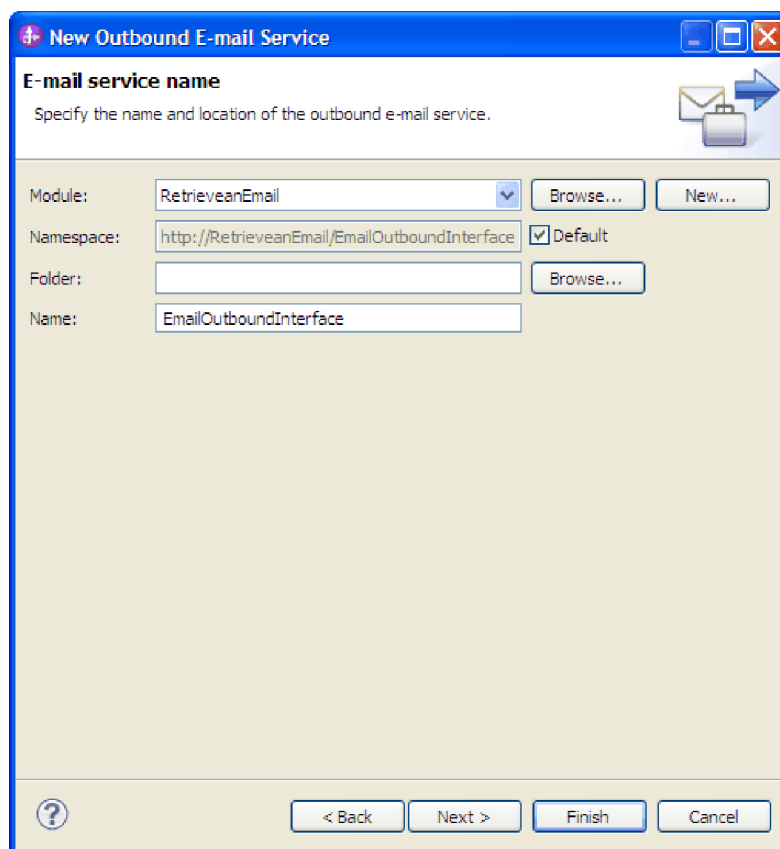 New Outbound E-mail Service
E-mail service name
Specify the name and location of the outbound e-mail service.
Module: RetrieveanEmail Browse... New...
Namespace: http://RetrieveanEmail/EmailOutboundInterface Default
Folder: Browse...
Name: EmailOutboundInterface
? < Back Next > Finish Cancel